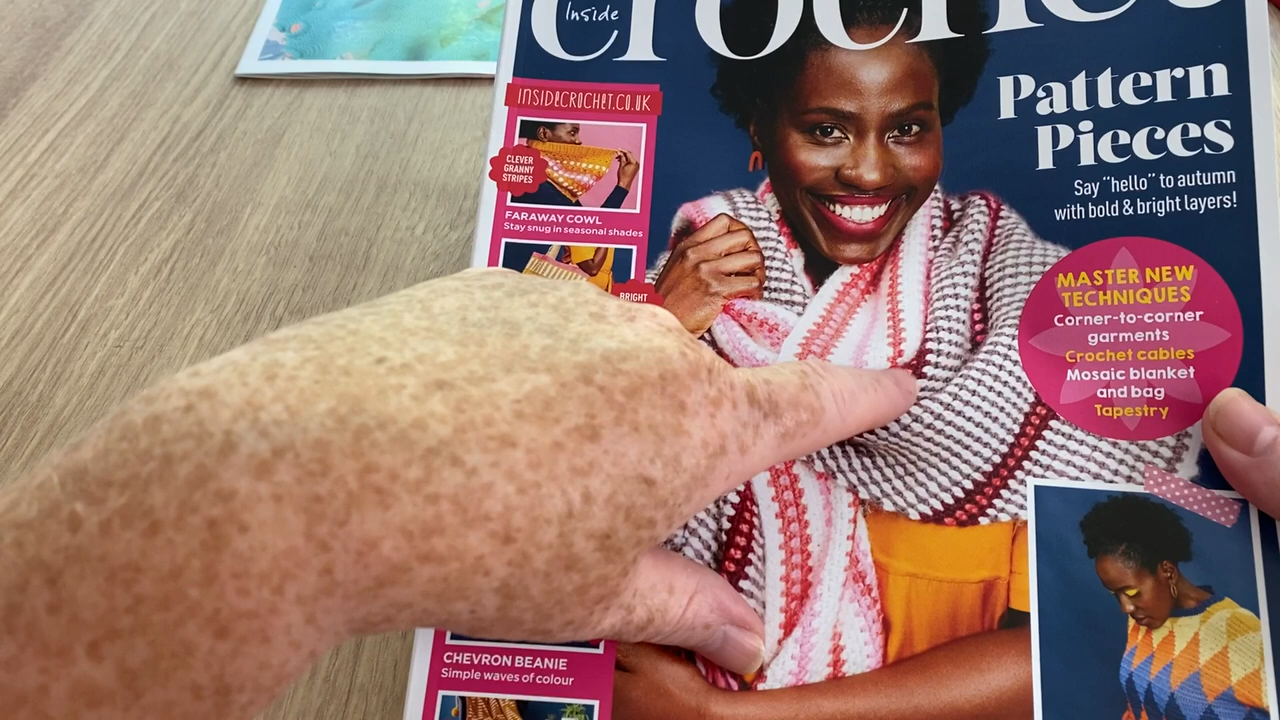 Inside
crochet
INSIDECROCHET.CO.UK
CLEVER
GRANNY
STRIPES
FARAWAY COWL
Stay snug in seasonal shades
BRIGHT
Pattern
Pieces
Say "hello" to autumn
with bold & bright layers!
MASTER NEW
TECHNIQUES
Corner-to-corner
garments
Crochet cables
Mosaic blanket
and bag
Tapestry
CHEVRON BEANIE
Simple waves of colour